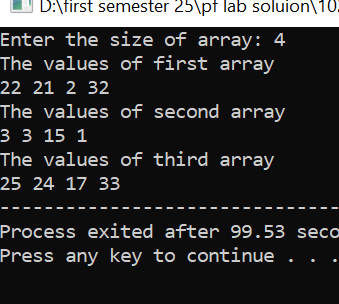 D:\first semester 25\pf lab soluion\102
Enter the size of array: 4
The values of first array
22 21 2 32
The values of second array
3 3 15 1
The values of third array
25 24 17 33
--------------------------------
Process exited after 99.53 seco
Press any key to continue . . .